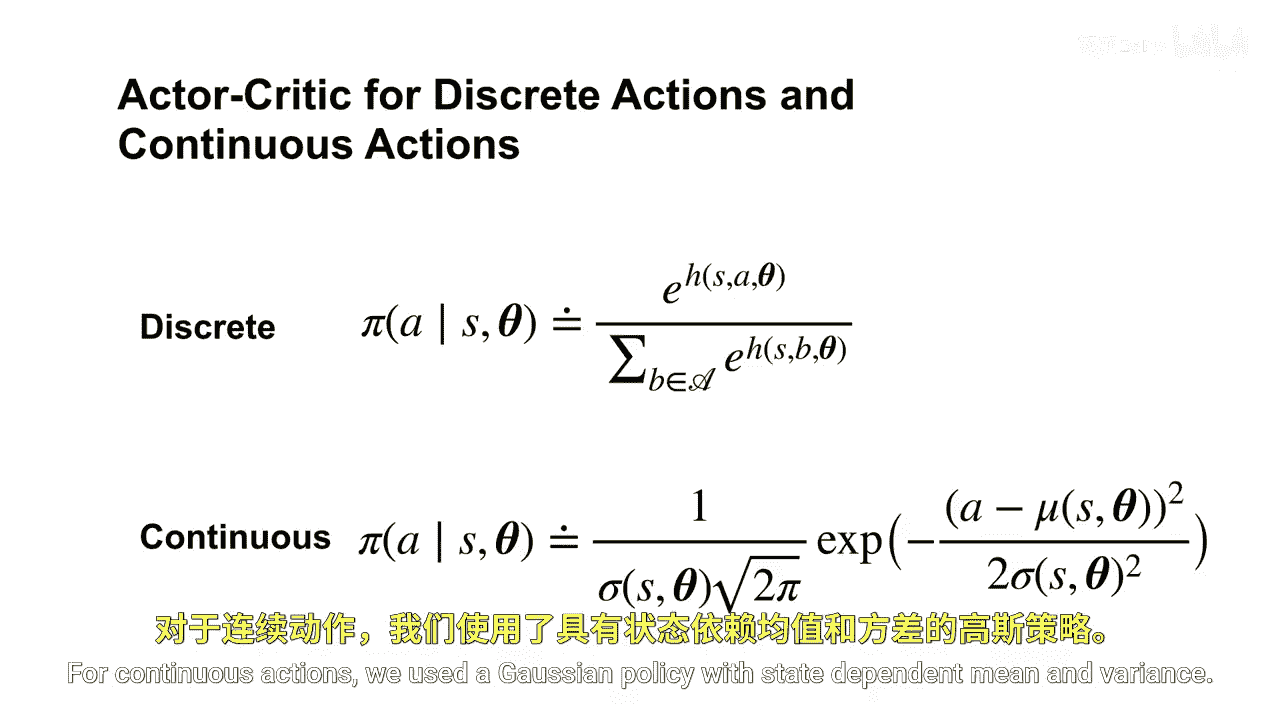 Actor-Critic for Discrete Actions and
Continuous Actions
Discrete π(a | s, θ) ≐ e^{h(s,a,θ)} / ∑_{b∈𝒜} e^{h(s,b,θ)}
Continuous π(a | s, θ) ≐ 1 / (σ(s, θ)√(2π)) exp(−(a − μ(s, θ))² / 2σ(s, θ)²)
对于连续动作，我们使用了具有状态依赖均值和方差的高斯策略。
For continuous actions, we used a Gaussian policy with state dependent mean and variance.